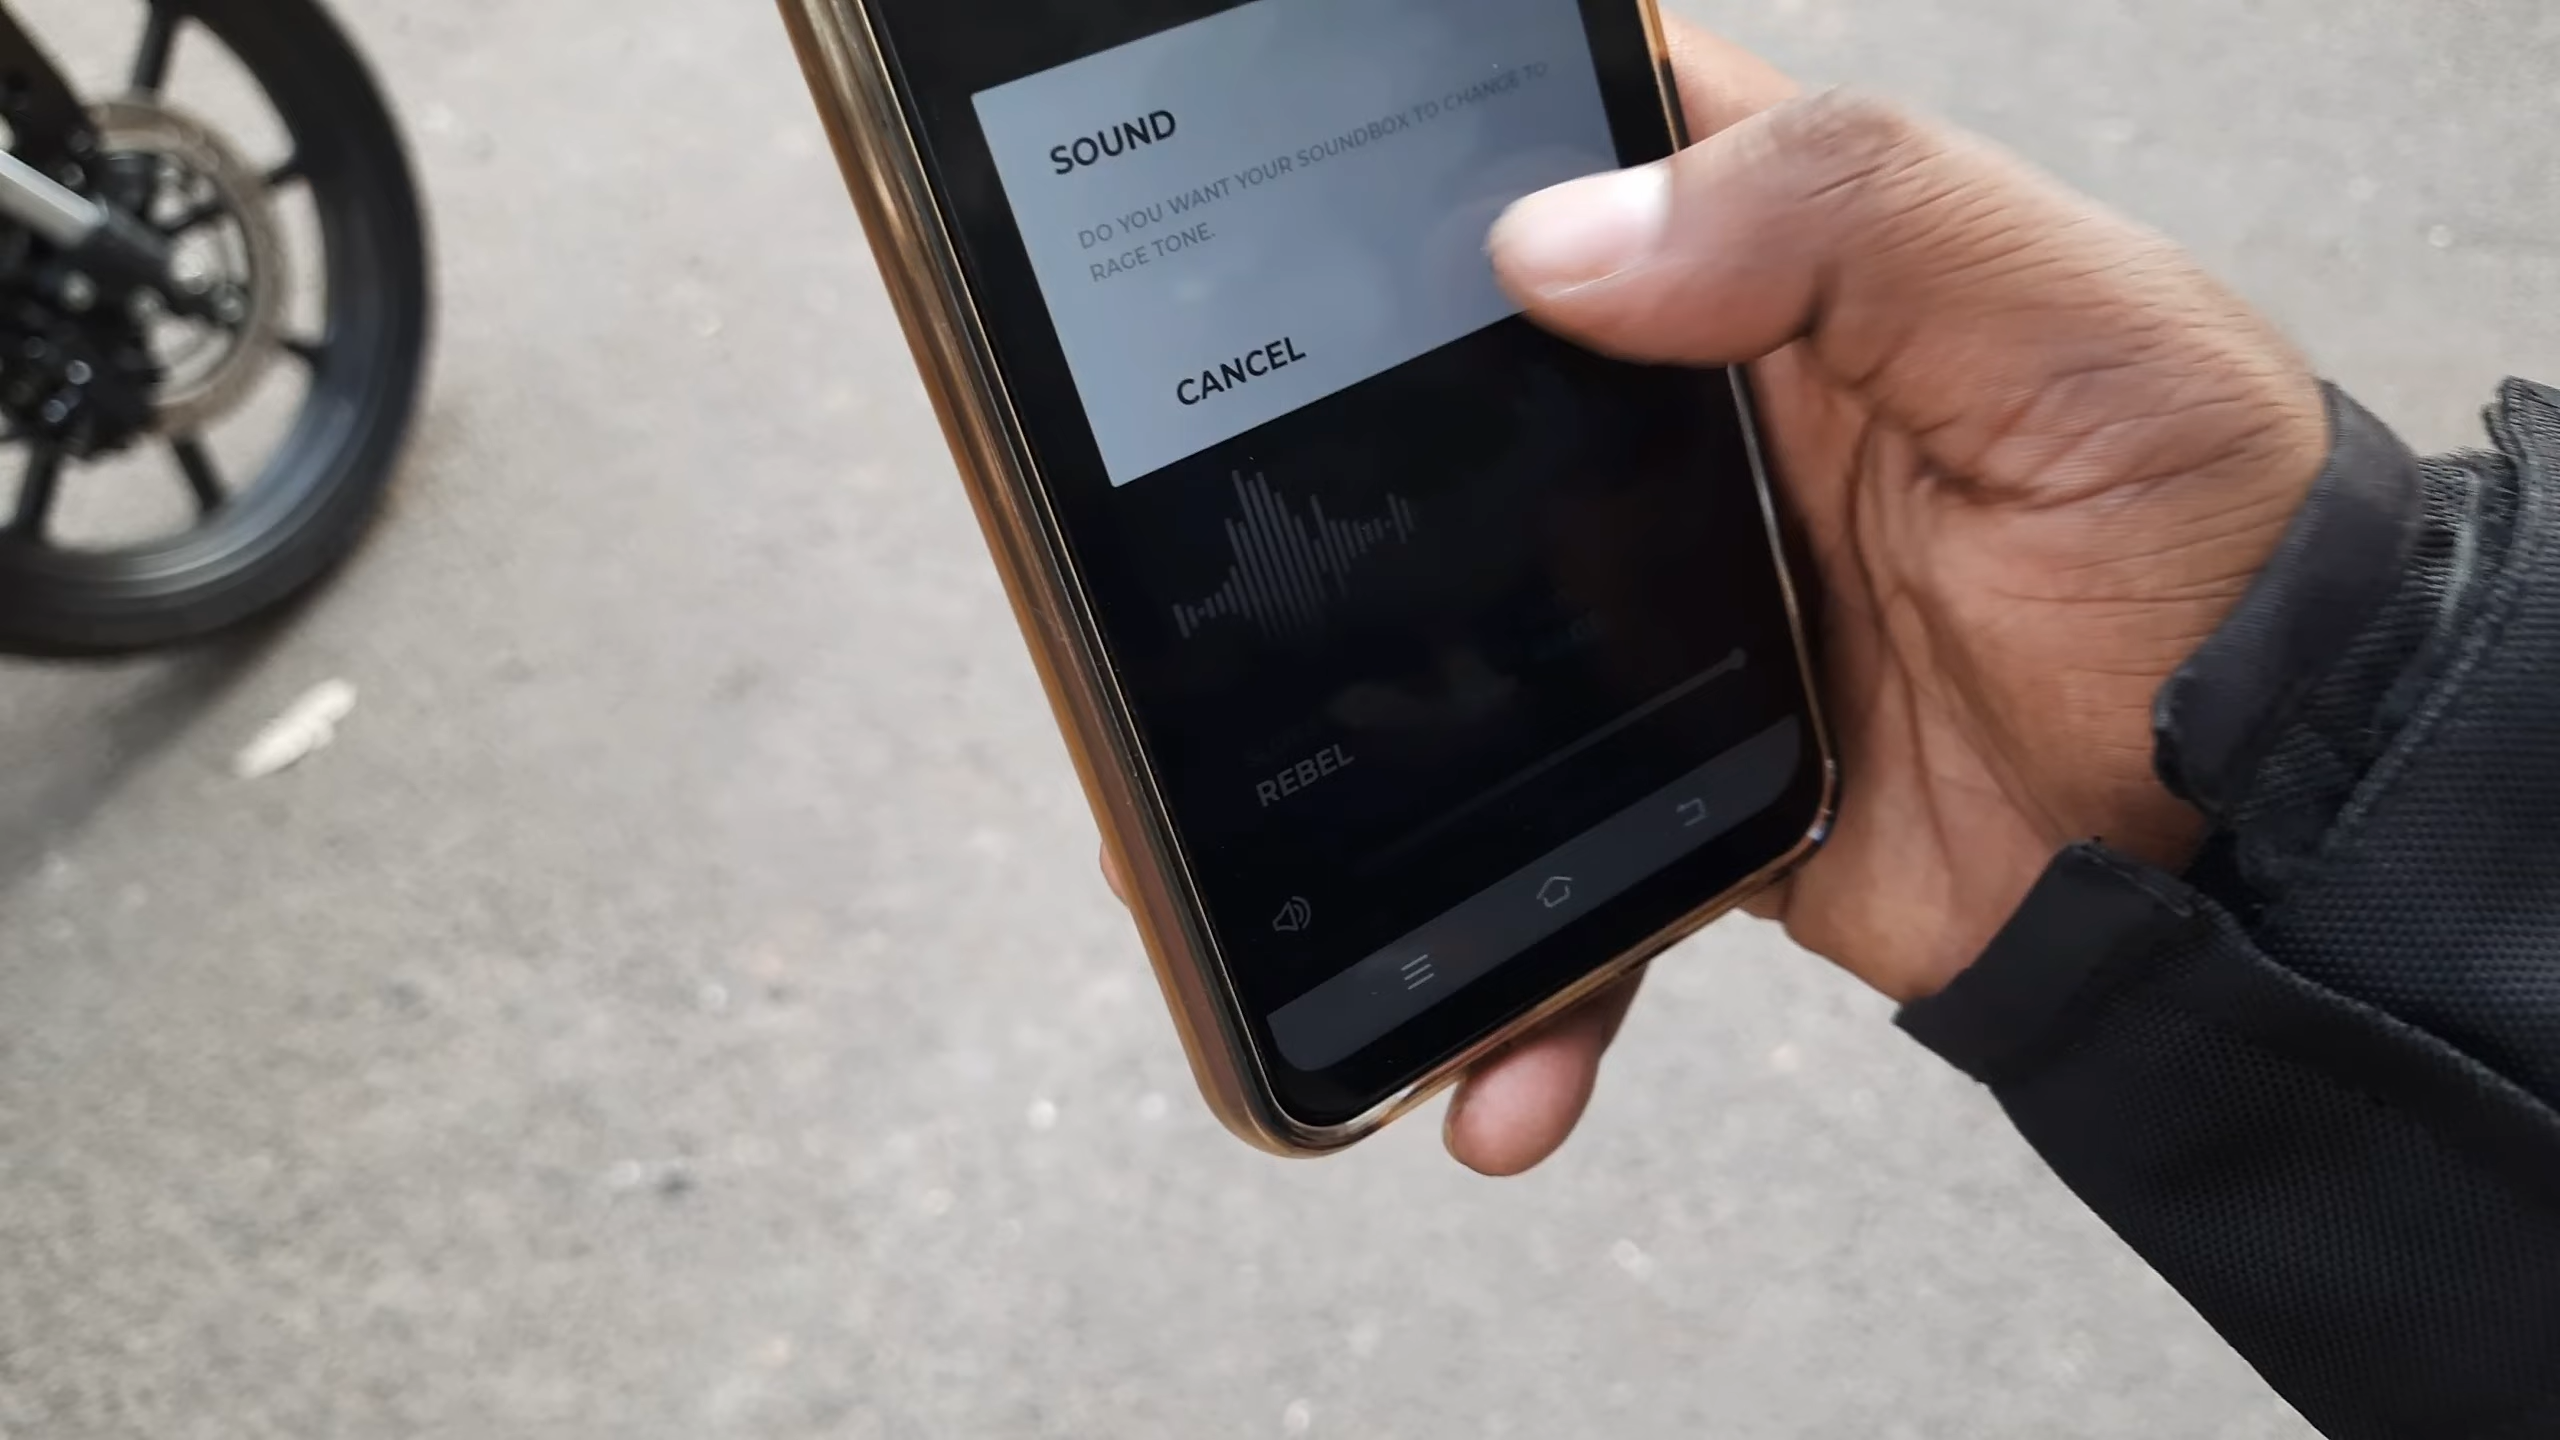 SOUND
DO YOU WANT YOUR SOUNDBOX TO CHANGE TO
RAGE TONE.
CANCEL
REBEL